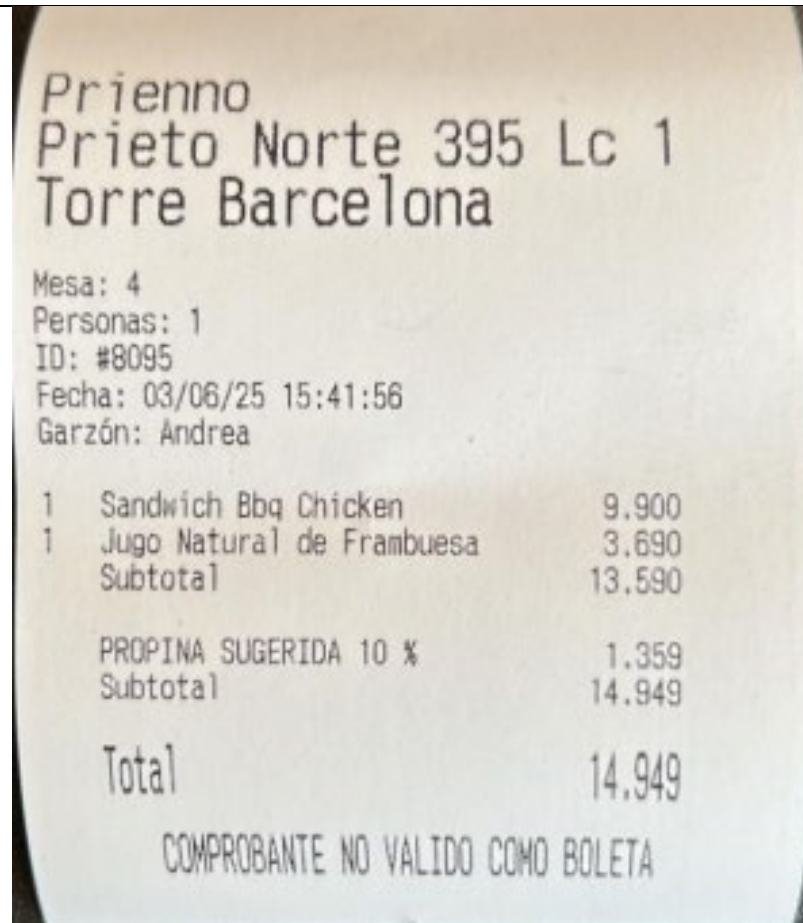 Prienno
Prieto Norte 395 Lc 1
Torre Barcelona
Mesa: 4
Personas: 1
ID: #8095
Fecha: 03/06/25 15:41:56
Garzón: Andrea
1 Sandwich Bbq Chicken 9.900
1 Jugo Natural de Frambuesa 3.690
Subtotal 13.590
PROPINA SUGERIDA 10 % 1.359
Subtotal 14.949
Total 14.949
COMPROBANTE NO VALIDO COMO BOLETA